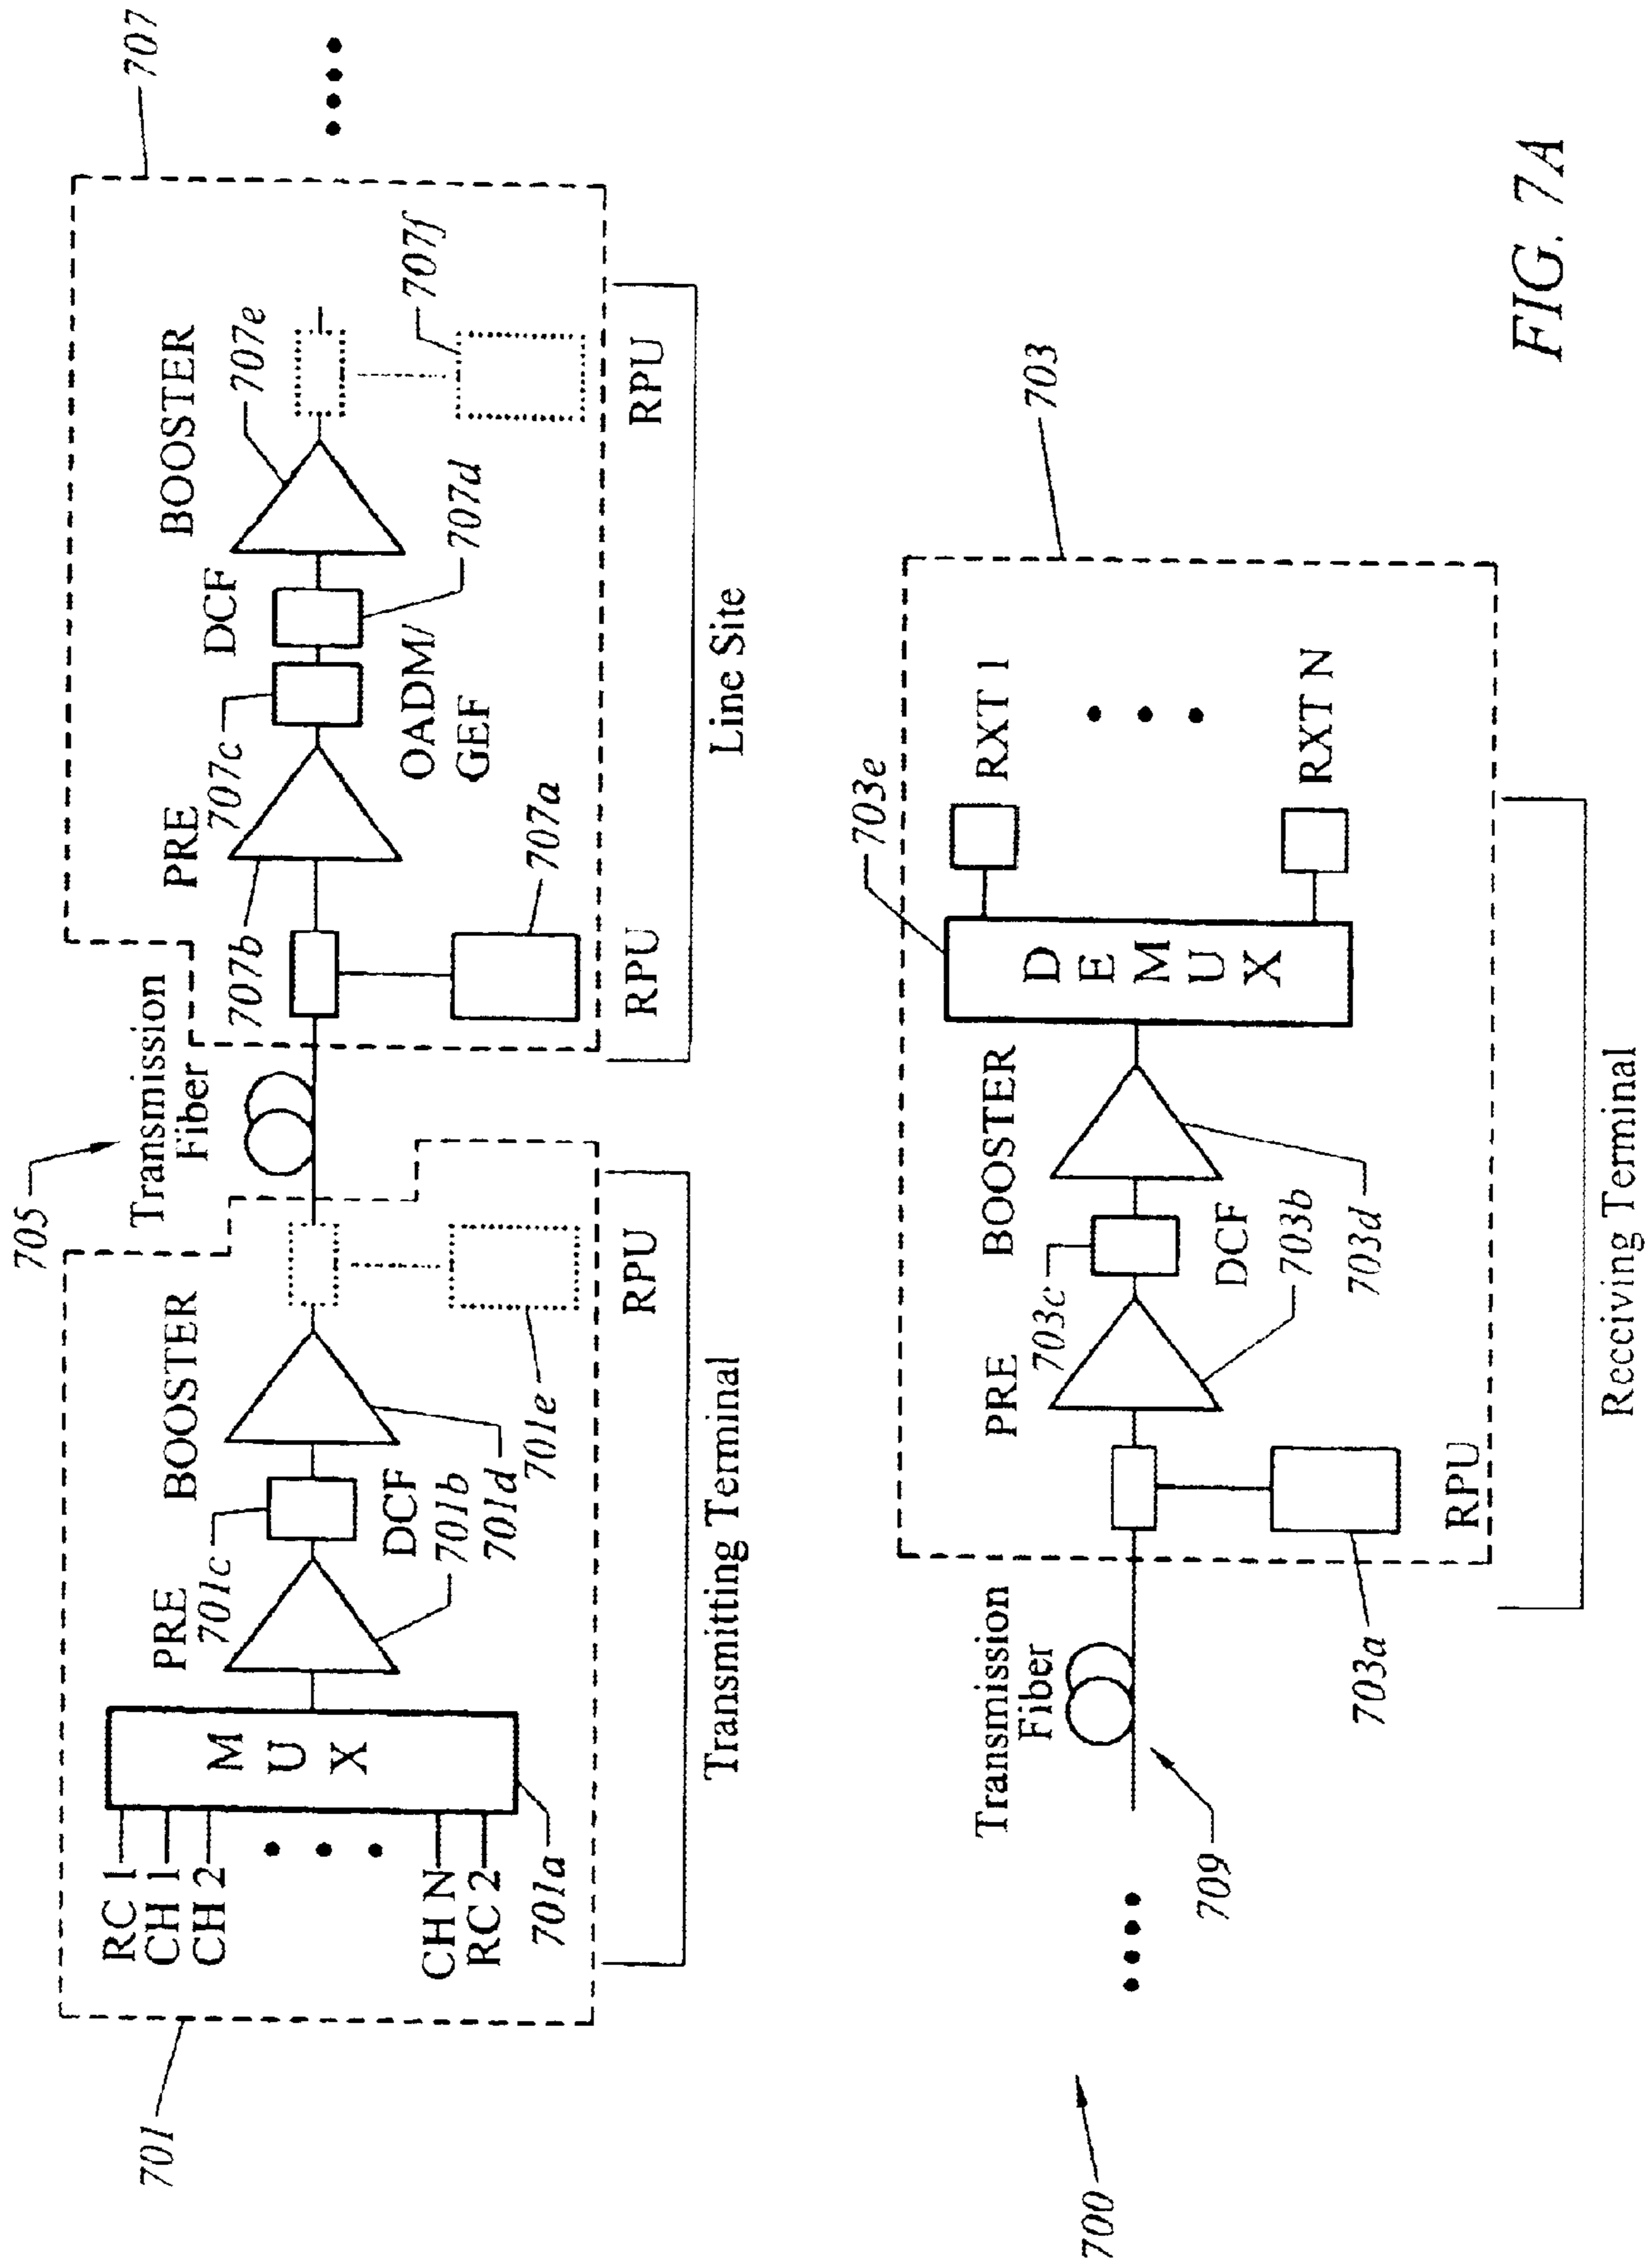 701
RC 1
CH 1
CH 2
CH N
RC 2
MUX
701a
PRE
701c
DCF
701b
701d
BOOSTER
701e
RPU
Transmitting Terminal
705
Transmission
Fiber
707
PRE
707b
707c
707a
RPU
OADM/
GEF
DCF
707d
BOOSTER
707e
707f
RPU
Line Site
700
709
Transmission
Fiber
703
703a
RPU
PRE
703c
DCF
703b
703d
BOOSTER
703e
DEMUX
RXT 1
RXT N
Receiving Terminal
FIG. 7A